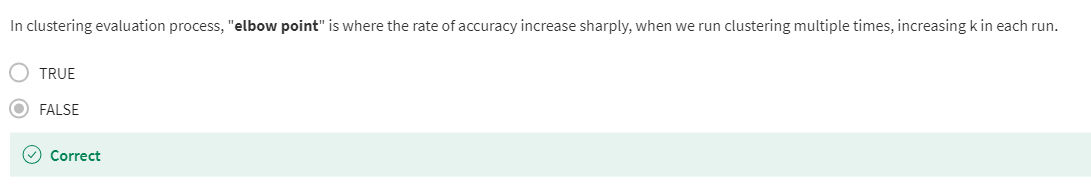 In clustering evaluation process, "elbow point" is where the rate of accuracy increase sharply, when we run clustering multiple times, increasing k in each run.
TRUE
FALSE
Correct